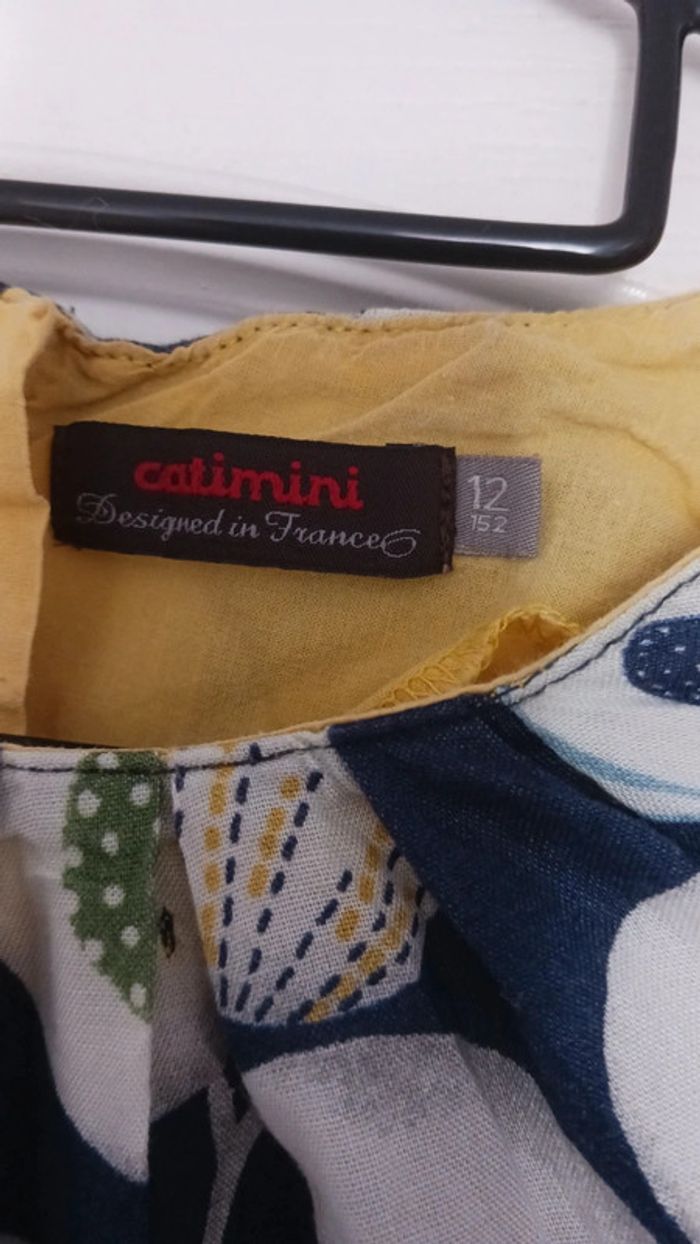 catimini
Designed in France
12
152